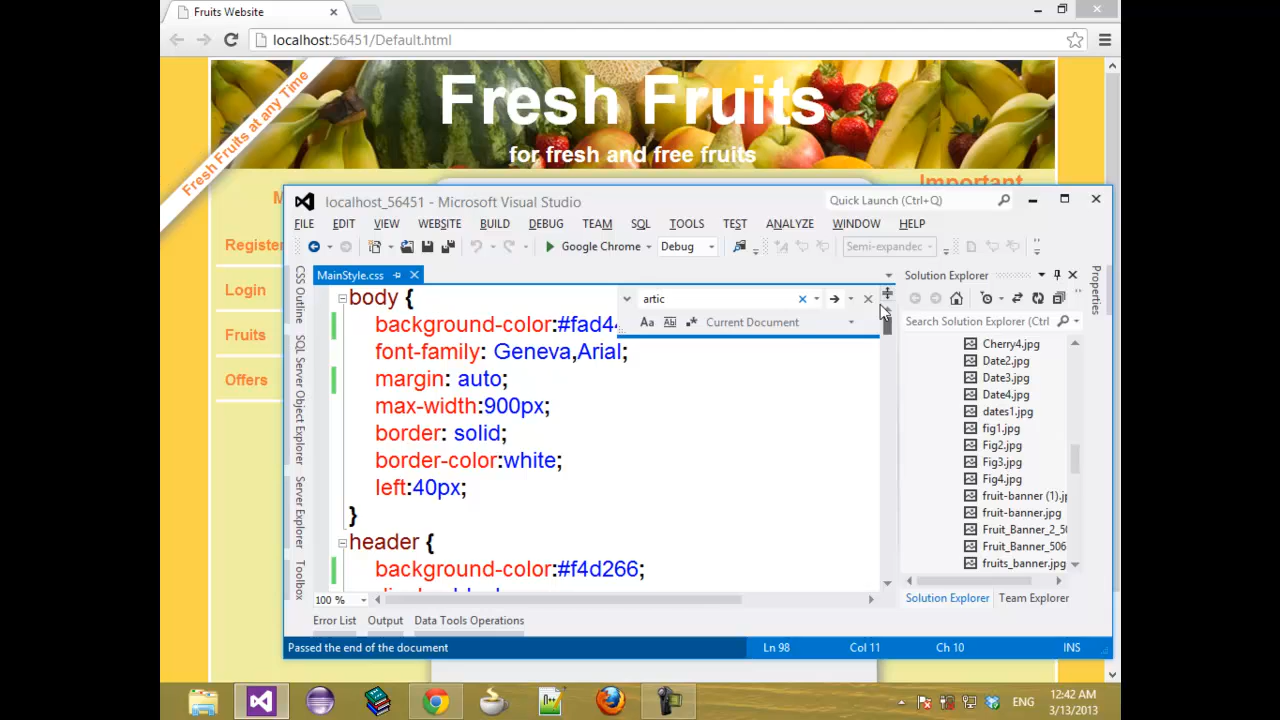 Fruits Website
localhost:56451/Default.html
Fresh Fruits
for fresh and free fruits
Fresh Fruits at any Time
Important
M
Register
Login
Fruits
Offers
localhost_56451 - Microsoft Visual Studio
Quick Launch (Ctrl+Q)
FILE EDIT VIEW WEBSITE BUILD DEBUG TEAM SQL TOOLS TEST ANALYZE WINDOW HELP
Google Chrome Debug Semi-expandec
CSS Outline
SQL Server Object Explorer
Server Explorer
Toolbox
MainStyle.css
artic
Aa Ab Current Document
body {
background-color:#fad4
font-family: Geneva,Arial;
margin: auto;
max-width:900px;
border: solid;
border-color:white;
left:40px;
}
header {
background-color:#f4d266;
100 %
Solution Explorer
Search Solution Explorer (Ctrl
Cherry4.jpg
Date2.jpg
Date3.jpg
Date4.jpg
dates1.jpg
fig1.jpg
Fig2.jpg
Fig3.jpg
Fig4.jpg
fruit-banner (1).jp
fruit-banner.jpg
Fruit_Banner_2_50
Fruit_Banner_506
fruits_banner.jpg
Solution Explorer Team Explorer
Properties
Error List Output Data Tools Operations
Passed the end of the document Ln 98 Col 11 Ch 10 INS
ENG
12:42 AM
3/13/2013